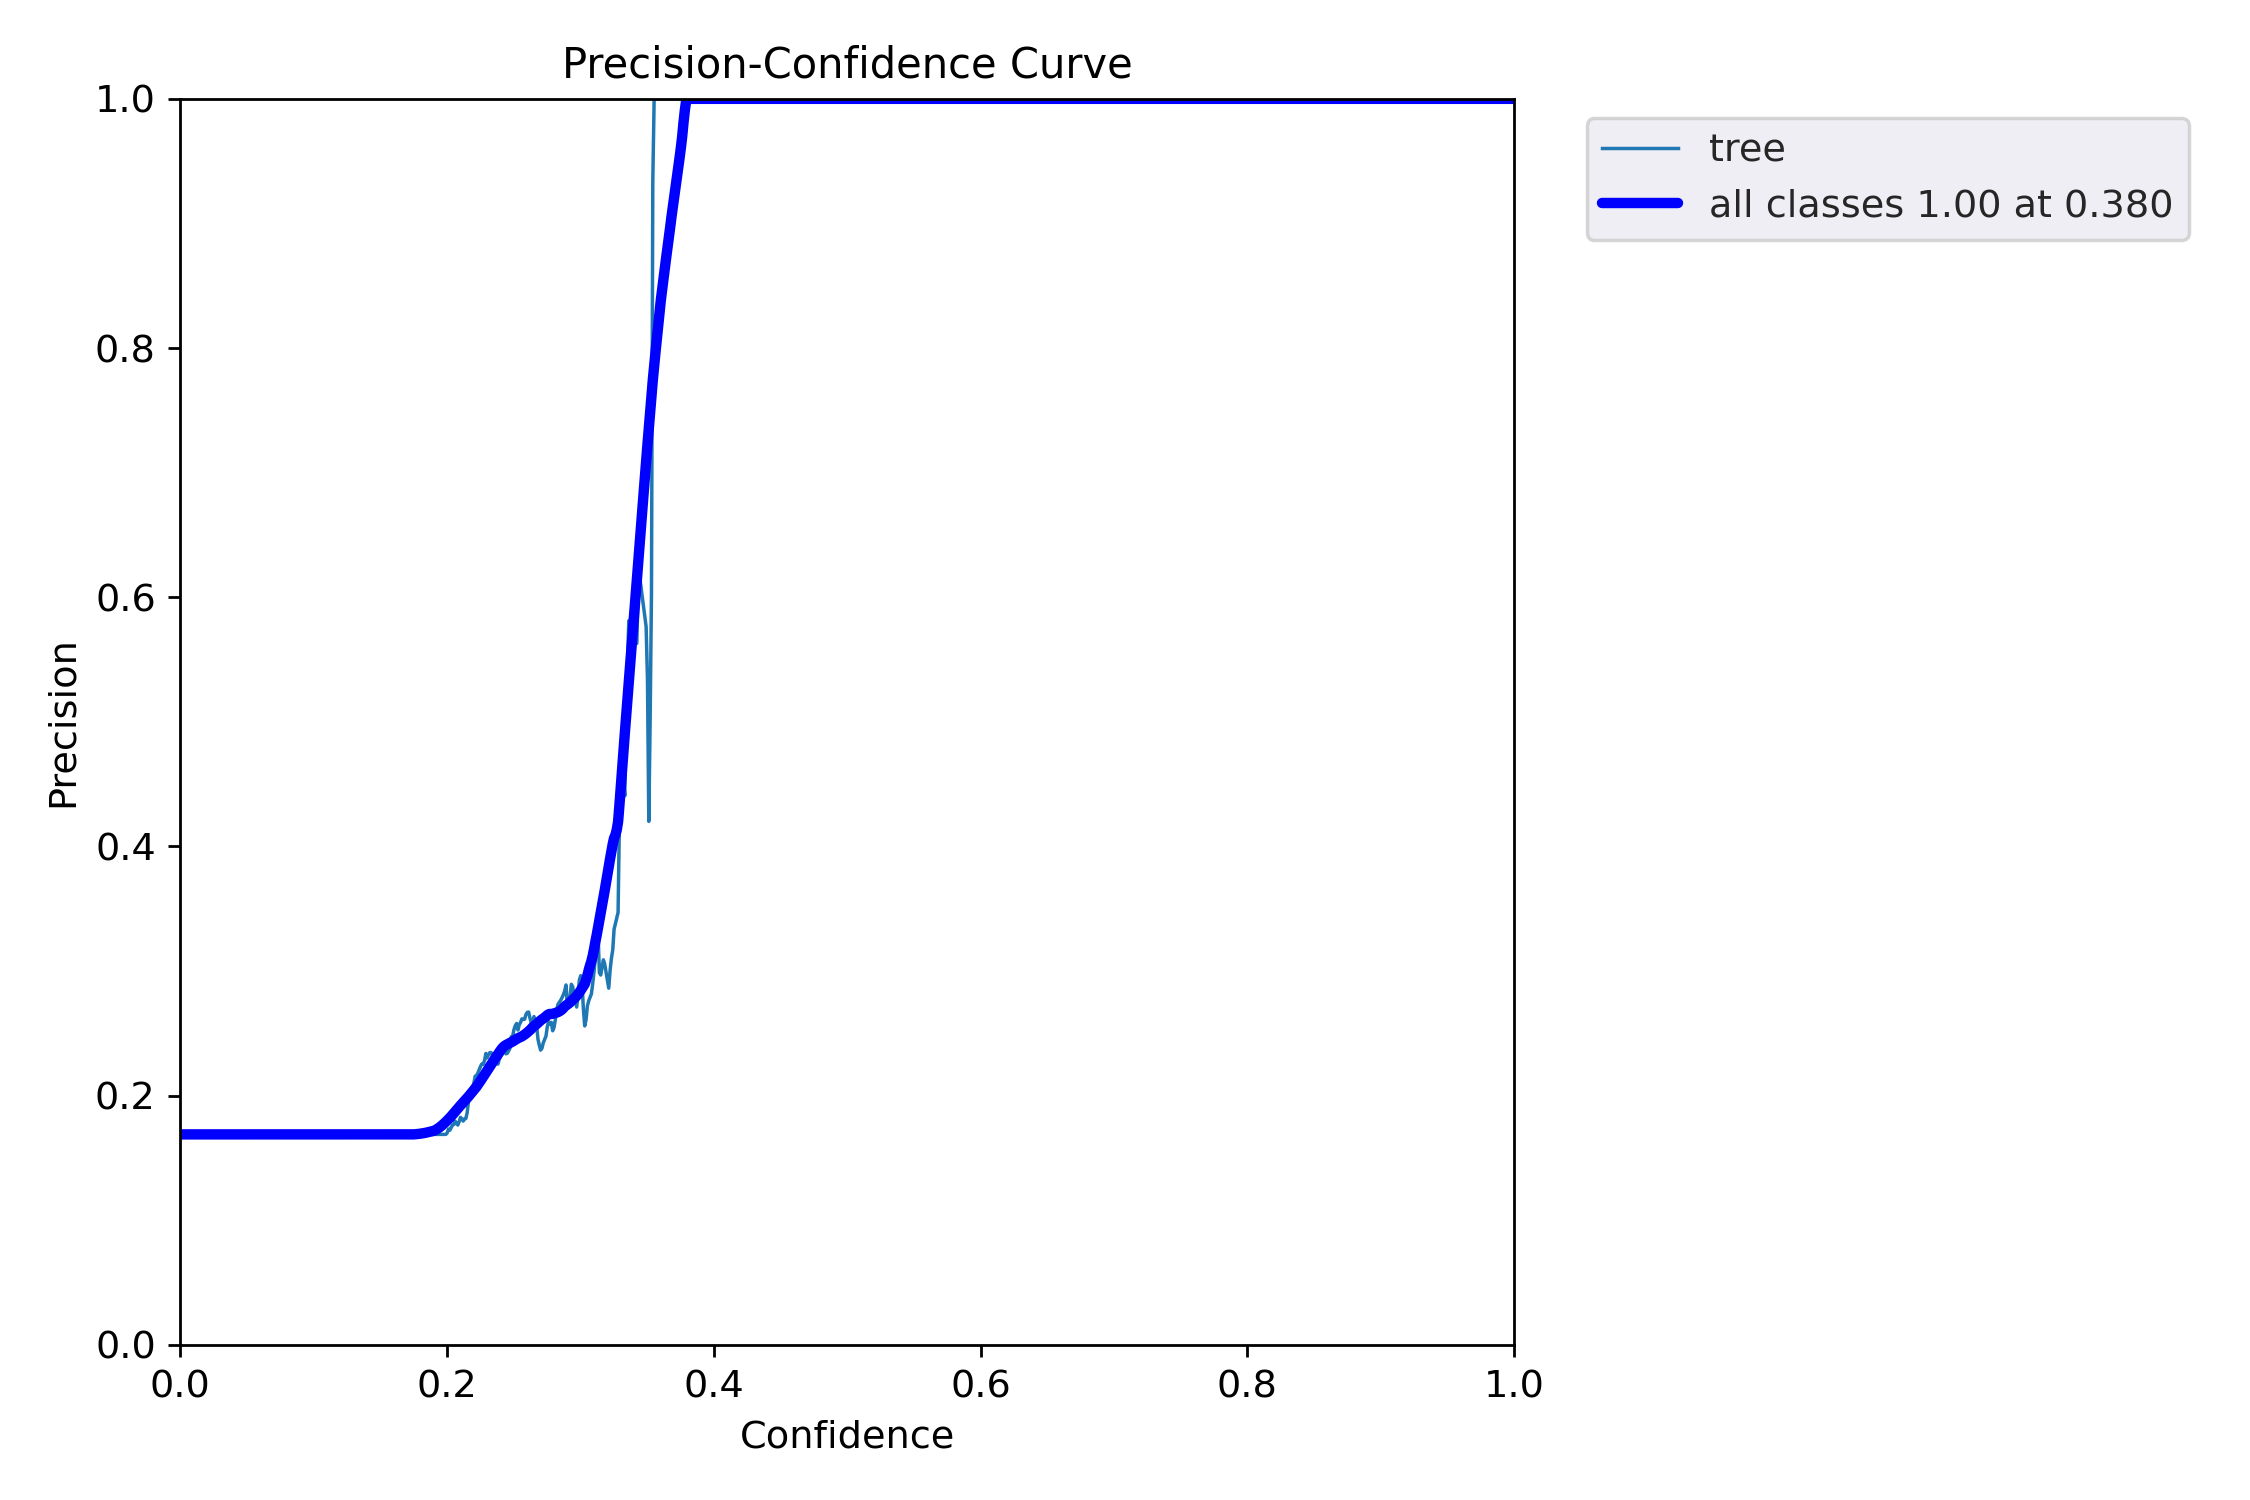 Precision-Confidence Curve
1.0
0.8
0.6
0.4
0.2
0.0
Precision
0.0 0.2 0.4 0.6 0.8 1.0
Confidence
tree
all classes 1.00 at 0.380